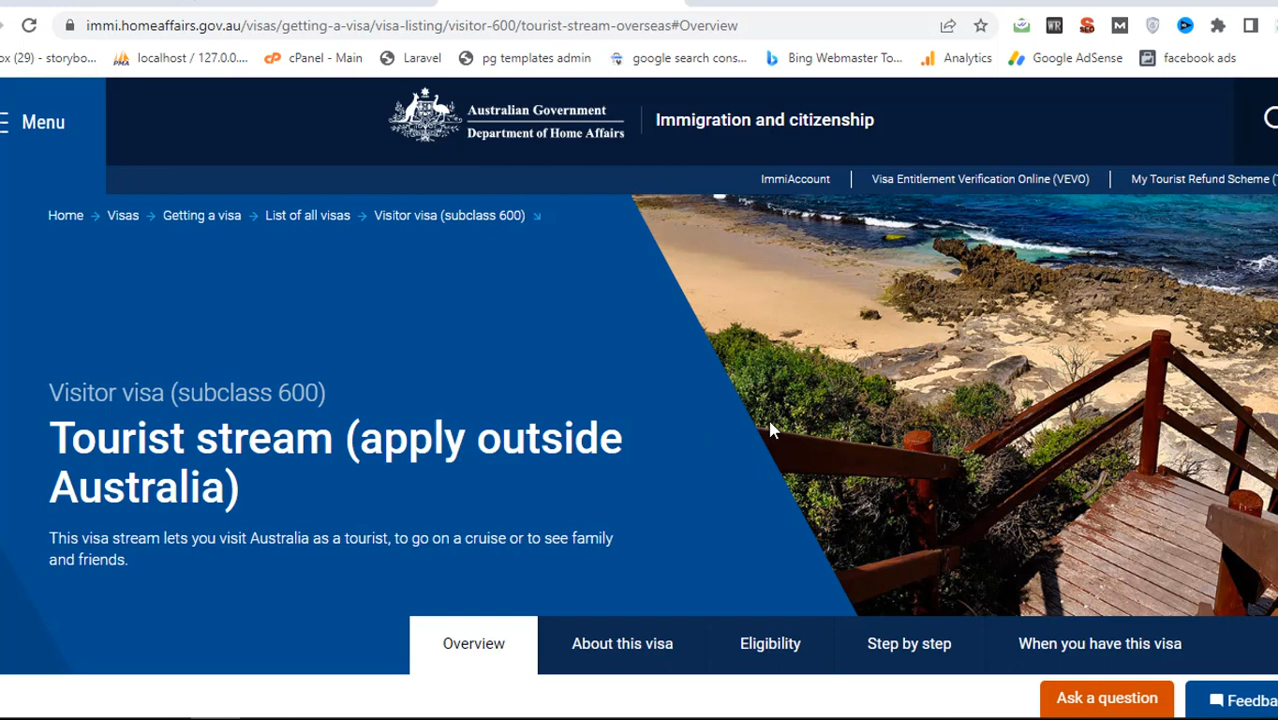 immi.homeaffairs.gov.au/visas/getting-a-visa/visa-listing/visitor-600/tourist-stream-overseas#Overview
ox (29) - storybo... localhost / 127.0.0.... cPanel - Main Laravel pg templates admin google search cons... Bing Webmaster To... Analytics Google AdSense facebook ads
Menu
Australian Government
Department of Home Affairs
Immigration and citizenship
ImmiAccount Visa Entitlement Verification Online (VEVO) My Tourist Refund Scheme (T
Home Visas Getting a visa List of all visas Visitor visa (subclass 600)
Visitor visa (subclass 600)
Tourist stream (apply outside
Australia)
This visa stream lets you visit Australia as a tourist, to go on a cruise or to see family
and friends.
Overview About this visa Eligibility Step by step When you have this visa
Ask a question Feedba